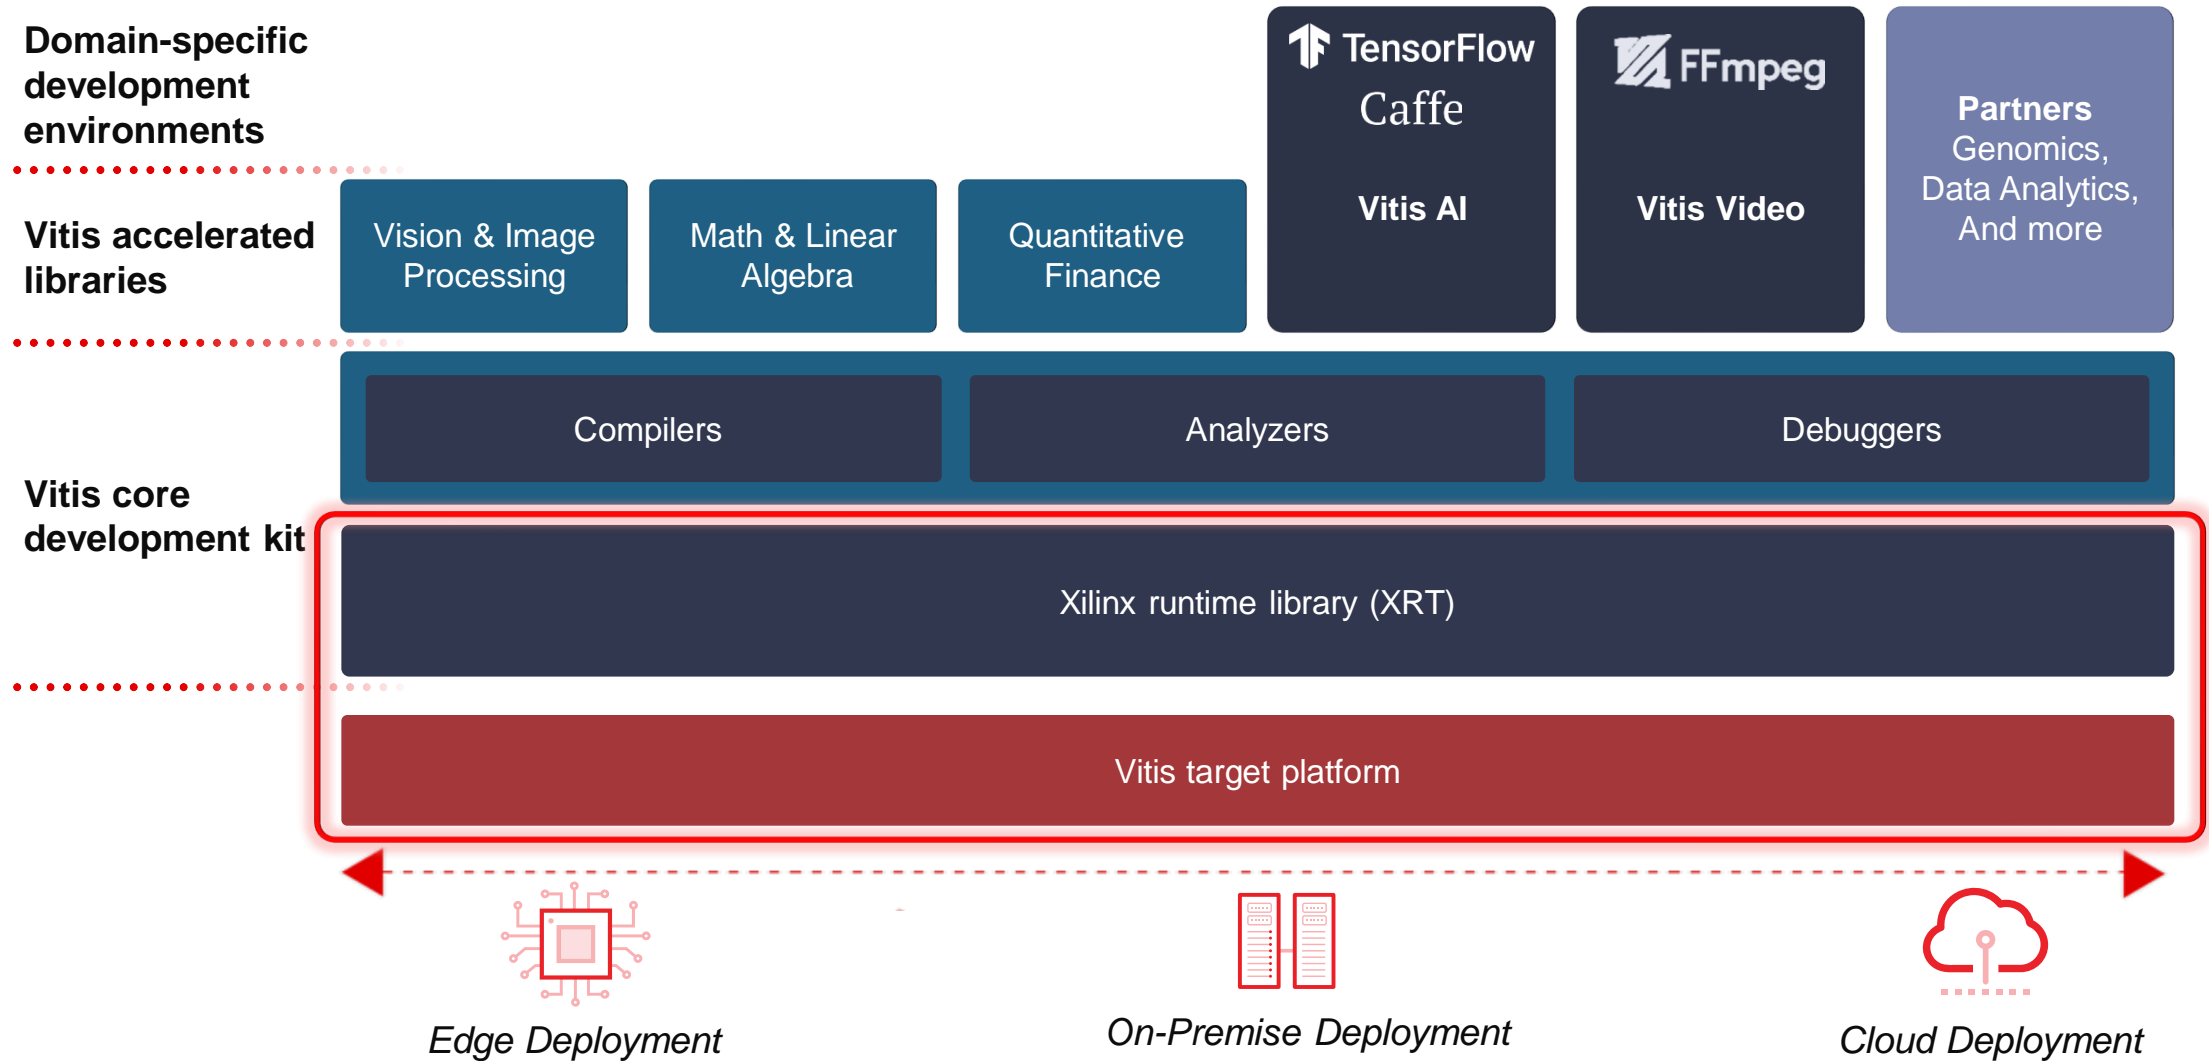 Domain-specific
development
environments
TensorFlow
Caffe
Vitis AI
FFmpeg
Vitis Video
Partners
Genomics,
Data Analytics,
And more
Vitis accelerated
libraries
Vision & Image
Processing
Math & Linear
Algebra
Quantitative
Finance
Vitis core
development kit
Compilers
Analyzers
Debuggers
Xilinx runtime library (XRT)
Vitis target platform
Edge Deployment
On-Premise Deployment
Cloud Deployment